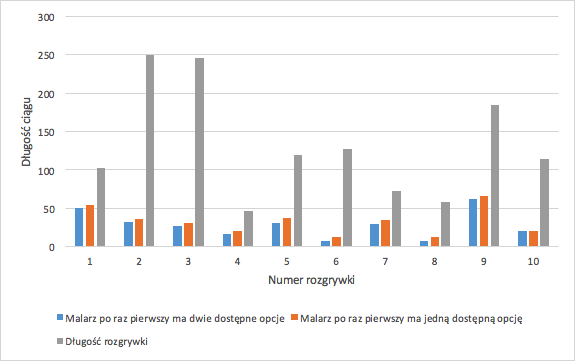 300
250
200
150
100
50
0
Długość ciągu
1 2 3 4 5 6 7 8 9 10
Numer rozgrywki
Malarz po raz pierwszy ma dwie dostępne opcje Malarz po raz pierwszy ma jedną dostępną opcję
Długość rozgrywki